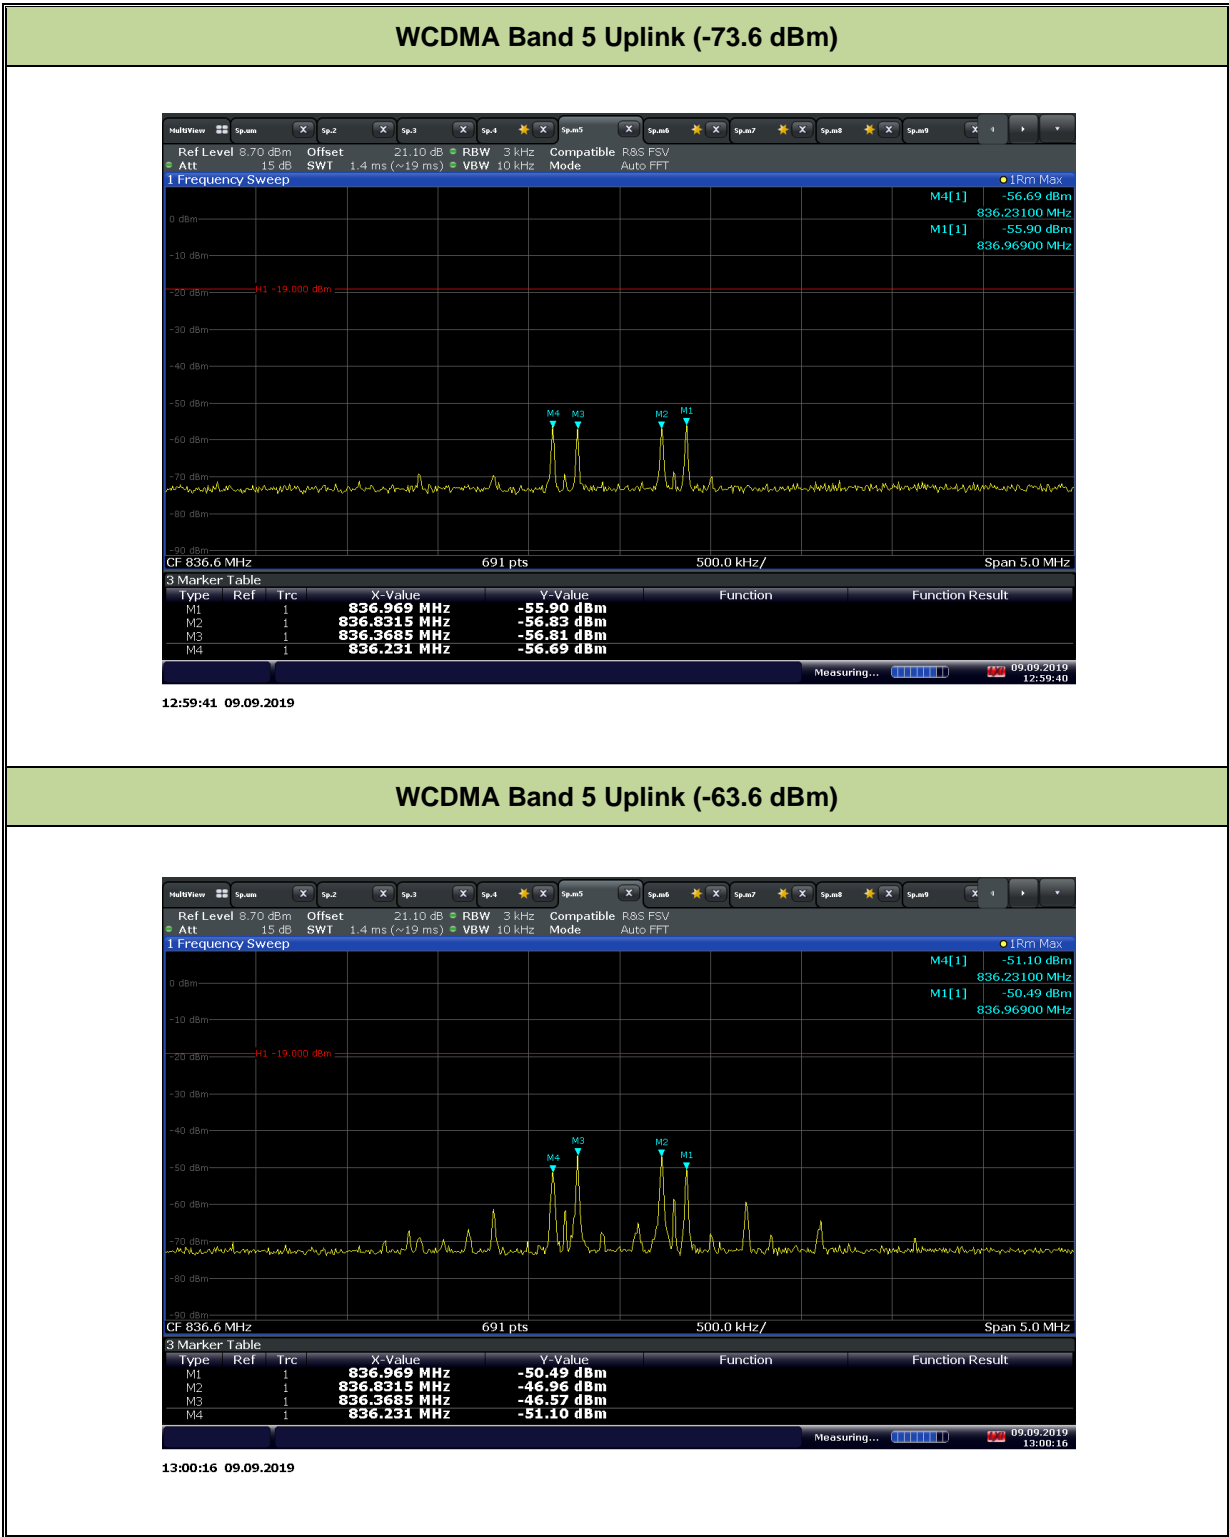 WCDMA Band 5 Uplink (-73.6 dBm)
MultiView Sp.um X Sp.2 X Sp.3 X Sp.4 X Sp.m5 X Sp.m6 X Sp.m7 X Sp.m8 X Sp.m9 X
Ref Level 8.70 dBm Offset 21.10 dB RBW 3 kHz Compatible R&S FSV
Att 15 dB SWT 1.4 ms (~19 ms) VBW 10 kHz Mode Auto FFT
1 Frequency Sweep 1Rm Max
M4[1] -56.69 dBm
836.23100 MHz
0 dBm
M1[1] -55.90 dBm
836.96900 MHz
-10 dBm
-20 dBm H1 -19.000 dBm
-30 dBm
-40 dBm
-50 dBm
M4 M3 M2 M1
-60 dBm
-70 dBm
-80 dBm
-90 dBm
CF 836.6 MHz 691 pts 500.0 kHz/ Span 5.0 MHz
3 Marker Table
Type Ref Trc X-Value Y-Value Function Function Result
M1 1 836.969 MHz -55.90 dBm
M2 1 836.8315 MHz -56.83 dBm
M3 1 836.3685 MHz -56.81 dBm
M4 1 836.231 MHz -56.69 dBm
Measuring... 09.09.2019
12:59:40
12:59:41 09.09.2019
WCDMA Band 5 Uplink (-63.6 dBm)
MultiView Sp.um X Sp.2 X Sp.3 X Sp.4 X Sp.m5 X Sp.m6 X Sp.m7 X Sp.m8 X Sp.m9 X
Ref Level 8.70 dBm Offset 21.10 dB RBW 3 kHz Compatible R&S FSV
Att 15 dB SWT 1.4 ms (~19 ms) VBW 10 kHz Mode Auto FFT
1 Frequency Sweep 1Rm Max
M4[1] -51.10 dBm
836.23100 MHz
0 dBm
M1[1] -50.49 dBm
836.96900 MHz
-10 dBm
-20 dBm H1 -19.000 dBm
-30 dBm
-40 dBm
M3 M2
M4 M1
-50 dBm
-60 dBm
-70 dBm
-80 dBm
-90 dBm
CF 836.6 MHz 691 pts 500.0 kHz/ Span 5.0 MHz
3 Marker Table
Type Ref Trc X-Value Y-Value Function Function Result
M1 1 836.969 MHz -50.49 dBm
M2 1 836.8315 MHz -46.96 dBm
M3 1 836.3685 MHz -46.57 dBm
M4 1 836.231 MHz -51.10 dBm
Measuring... 09.09.2019
13:00:16
13:00:16 09.09.2019